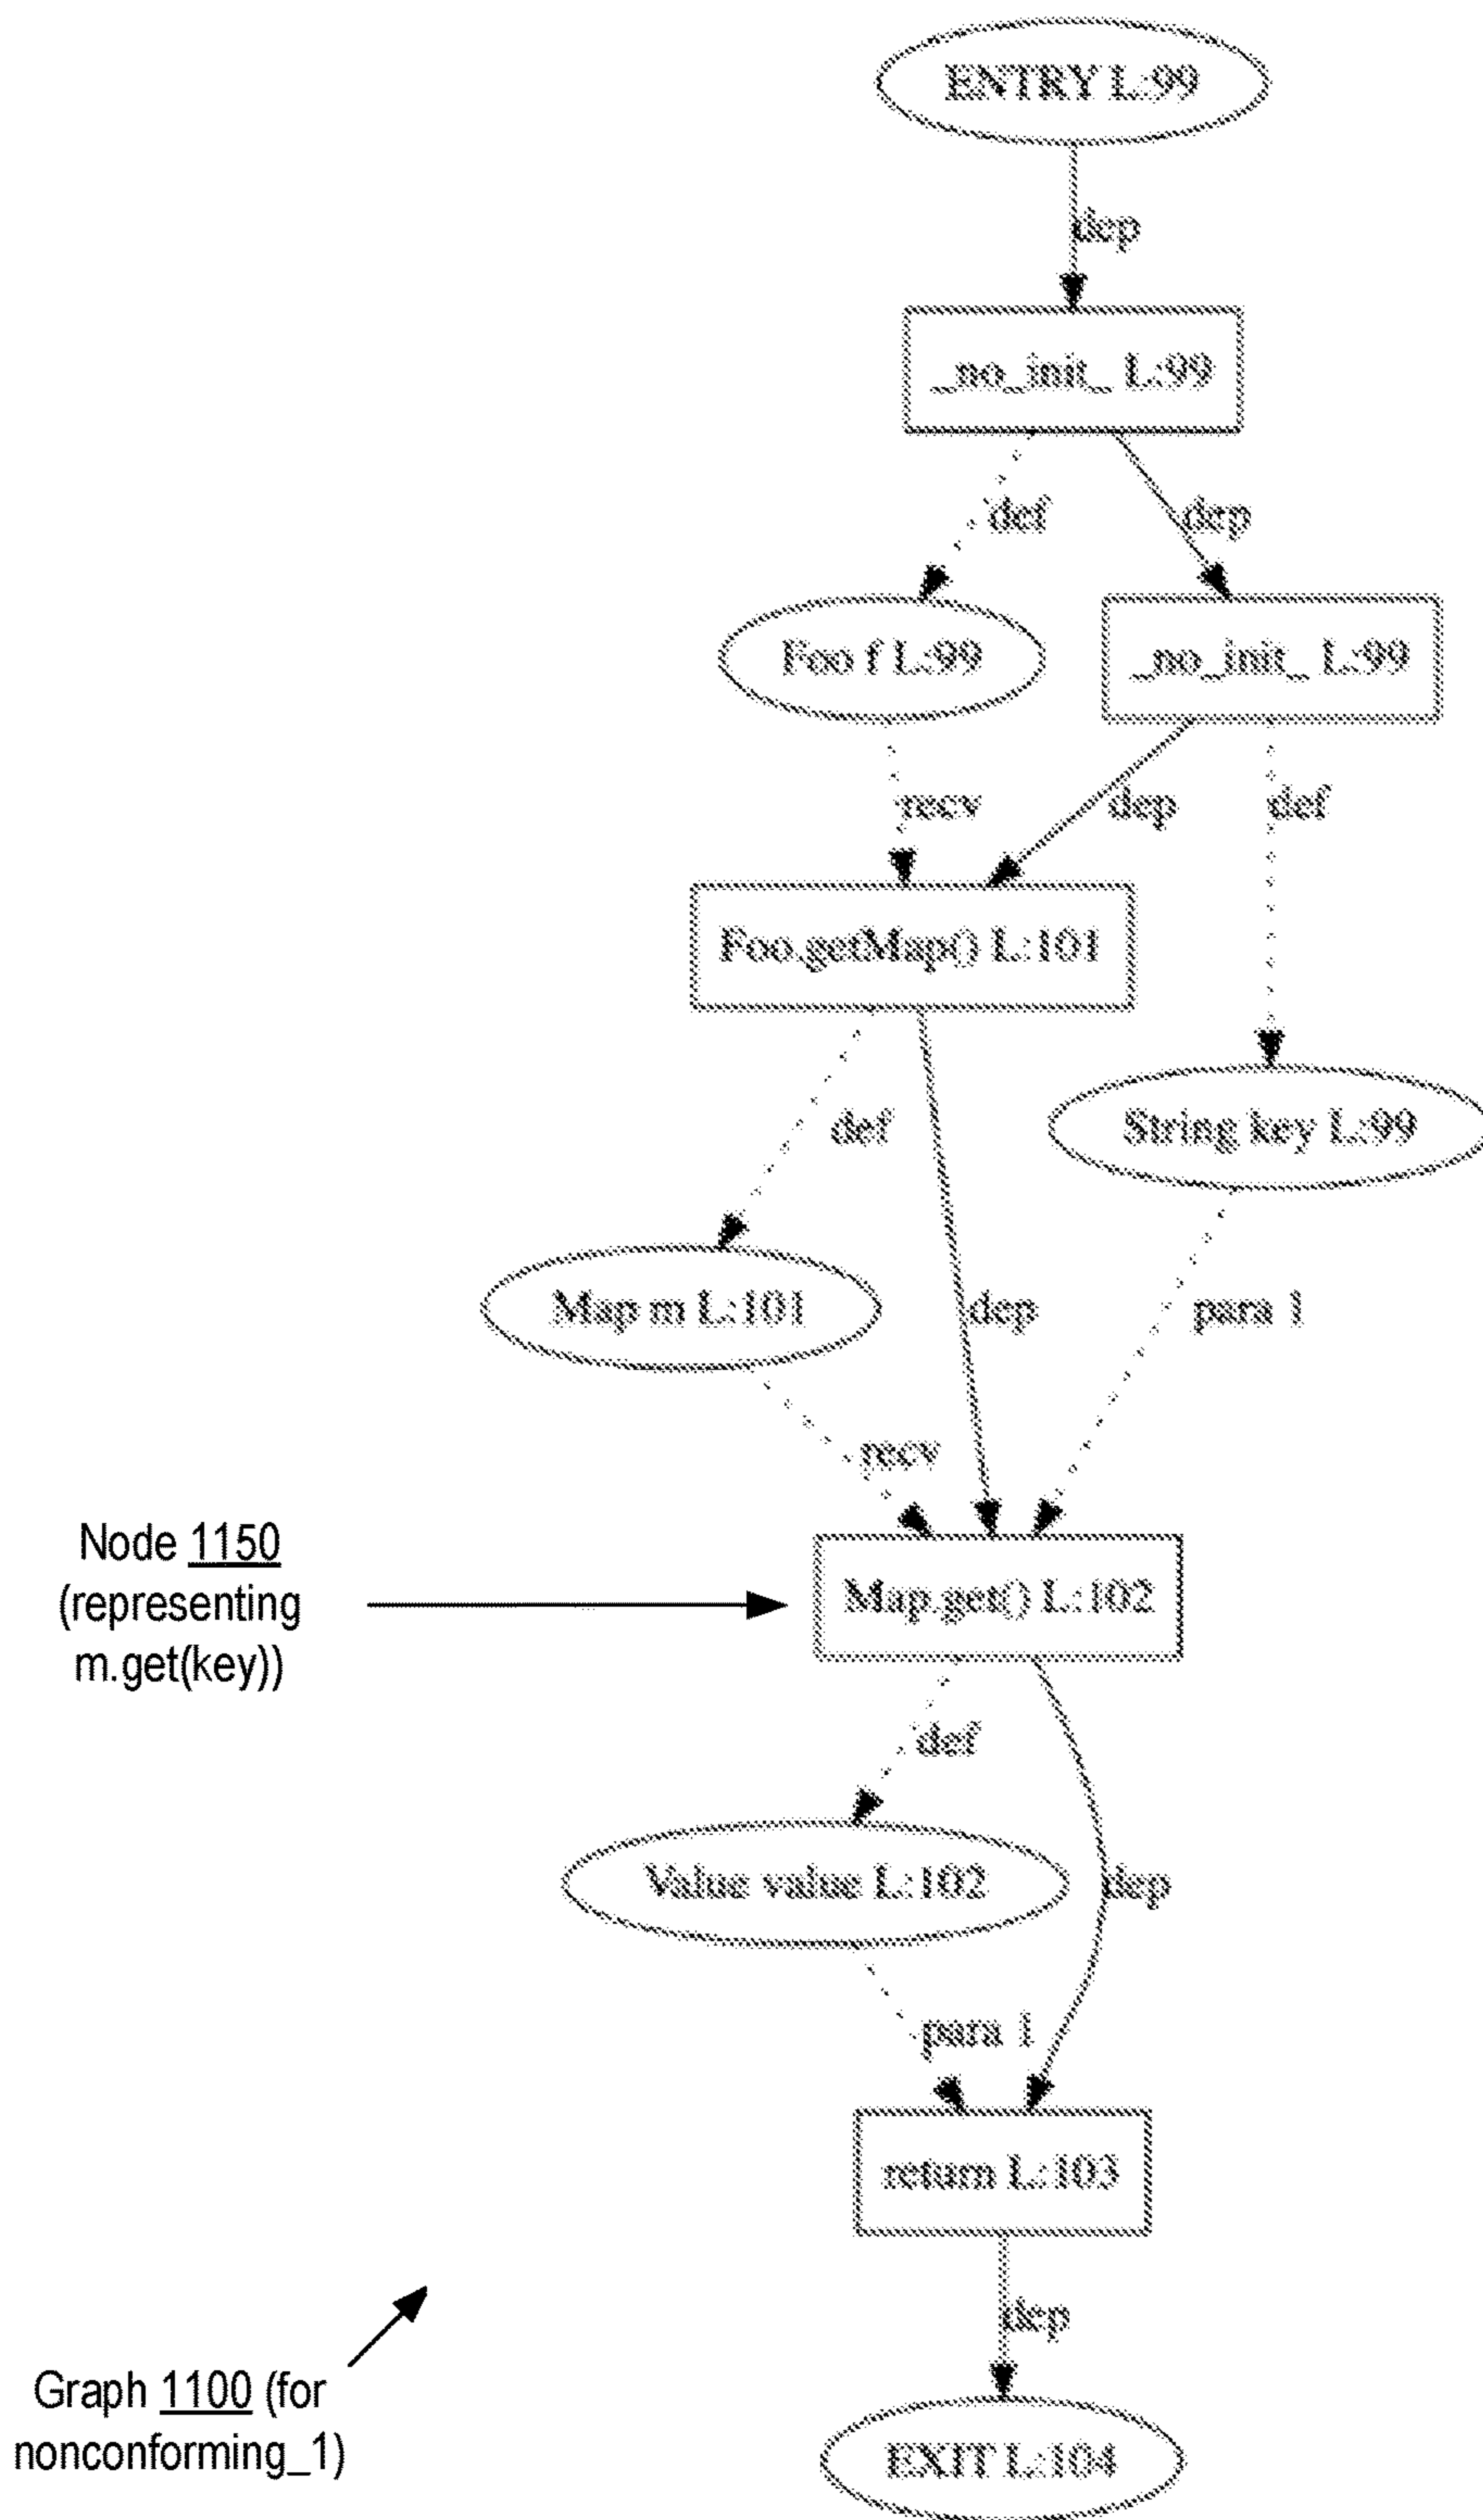 ENTRY L:99
dep
_no_init_ L:99
def
dep
Foo f L:99
_no_init_ L:99
recv
dep
def
Foo.getMap() L:101
def
String key L:99
Map m L:101
dep
para 1
recv
Node 1150
(representing
m.get(key))
Map.get() L:102
def
Value value L:102
dep
para 1
return L:103
dep
Graph 1100 (for
nonconforming_1)
EXIT L:104